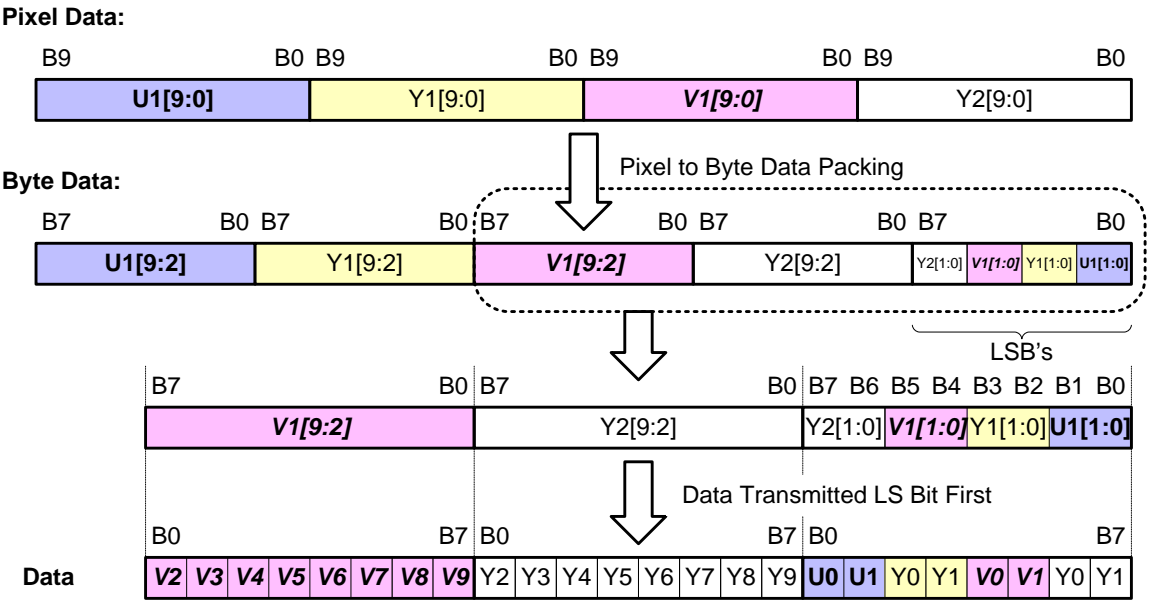 Pixel Data:
B9 B0 B9 B0 B9 B0 B9 B0
U1[9:0] Y1[9:0] V1[9:0] Y2[9:0]
Pixel to Byte Data Packing
Byte Data:
B7 B0 B7 B0 B7 B0 B7 B0 B7 B0
U1[9:2] Y1[9:2] V1[9:2] Y2[9:2] Y2[1:0] V1[1:0] Y1[1:0] U1[1:0]
LSB's
B7 B0 B7 B0 B7 B6 B5 B4 B3 B2 B1 B0
V1[9:2] Y2[9:2] Y2[1:0] V1[1:0] Y1[1:0] U1[1:0]
Data Transmitted LS Bit First
B0 B7 B0 B7 B0 B7
Data V2 V3 V4 V5 V6 V7 V8 V9 Y2 Y3 Y4 Y5 Y6 Y7 Y8 Y9 U0 U1 Y0 Y1 V0 V1 Y0 Y1